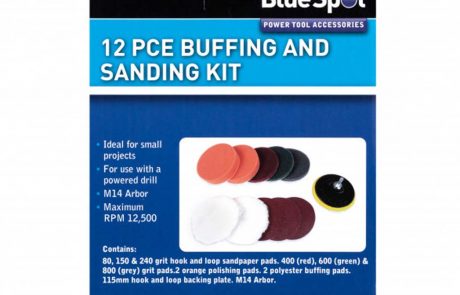 BlueSpot
POWER TOOL ACCESSORIES
12 PCE BUFFING AND
SANDING KIT
• Ideal for small
projects
• For use with a
powered drill
• M14 Arbor
• Maximum
RPM 12,500
Contains:
80, 150 & 240 grit hook and loop sandpaper pads. 400 (red), 600 (green) &
800 (grey) grit pads.2 orange polishing pads. 2 polyester buffing pads.
115mm hook and loop backing plate. M14 Arbor.